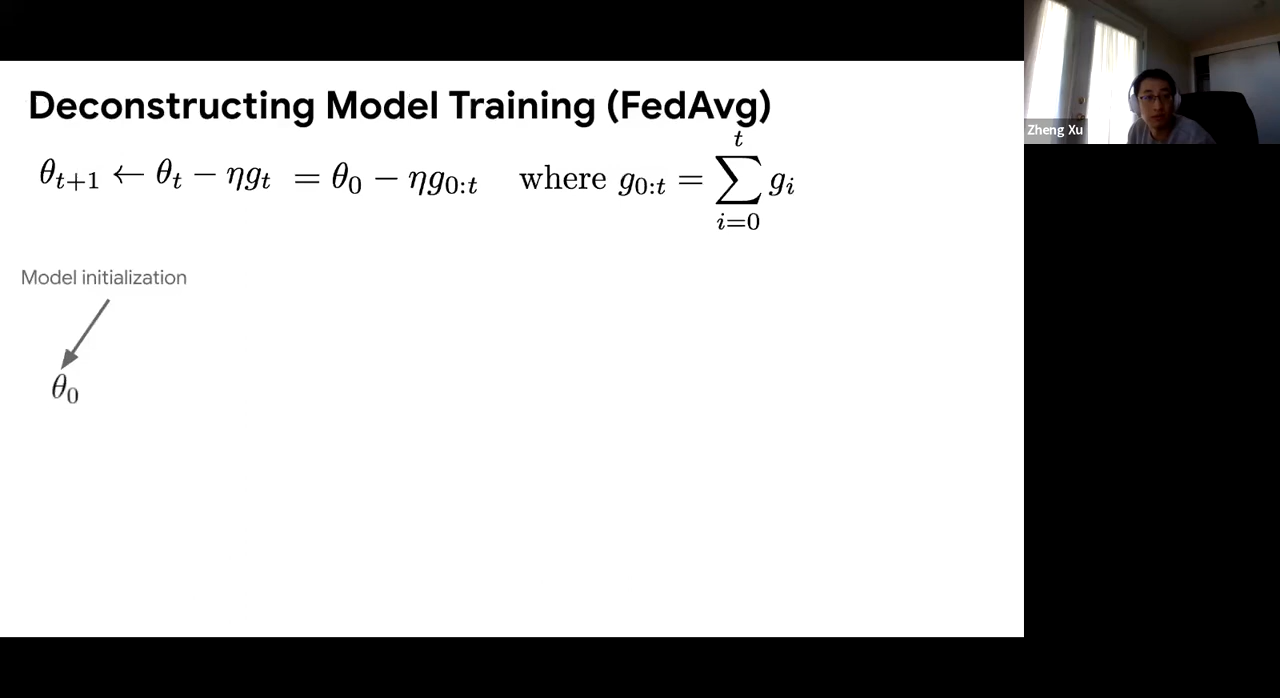 Deconstructing Model Training (FedAvg)
θ_{t+1} ← θ_t − ηg_t = θ_0 − ηg_{0:t} where g_{0:t} = \sum_{i=0}^{t} g_i
Model initialization
θ_0
Zheng Xu